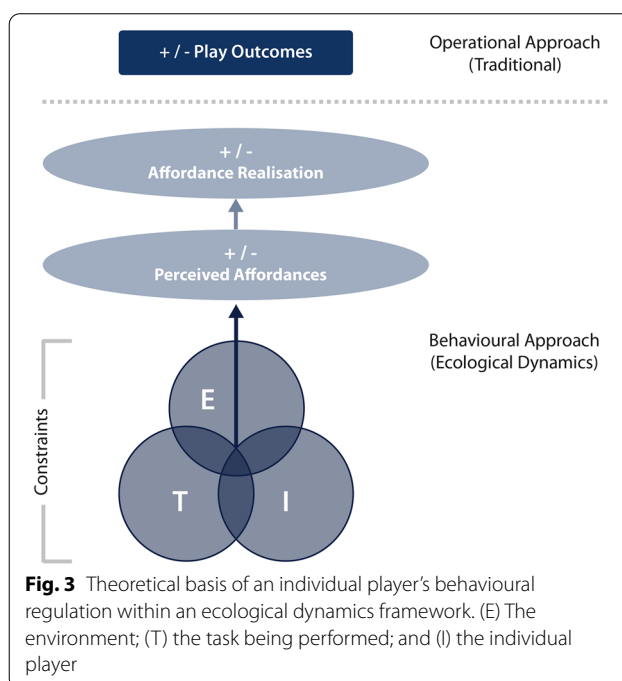 + / - Play Outcomes
Operational Approach
(Traditional)
+ / -
Affordance Realisation
+ / -
Perceived Affordances
Behavioural Approach
(Ecological Dynamics)
Constraints
E
T
I
Fig. 3 Theoretical basis of an individual player’s behavioural
regulation within an ecological dynamics framework. (E) The
environment; (T) the task being performed; and (I) the individual
player